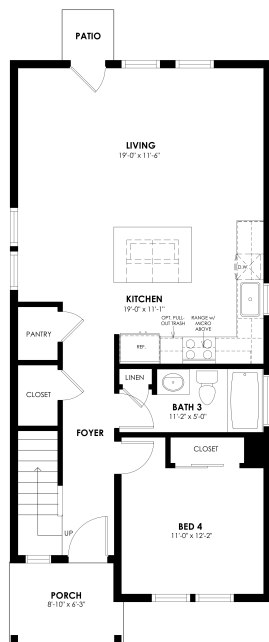 PATIO
LIVING
19'-0" x 11'-6"
D.W.
KITCHEN
19'-0" x 11'-1"
OPT. PULL-
OUT TRASH
RANGE w/
MICRO
ABOVE
REF.
PANTRY
LINEN
CLOSET
BATH 3
11'-2" x 5'-0"
FOYER
CLOSET
UP
BED 4
11'-0" x 12'-2"
PORCH
8'-10" x 6'-3"